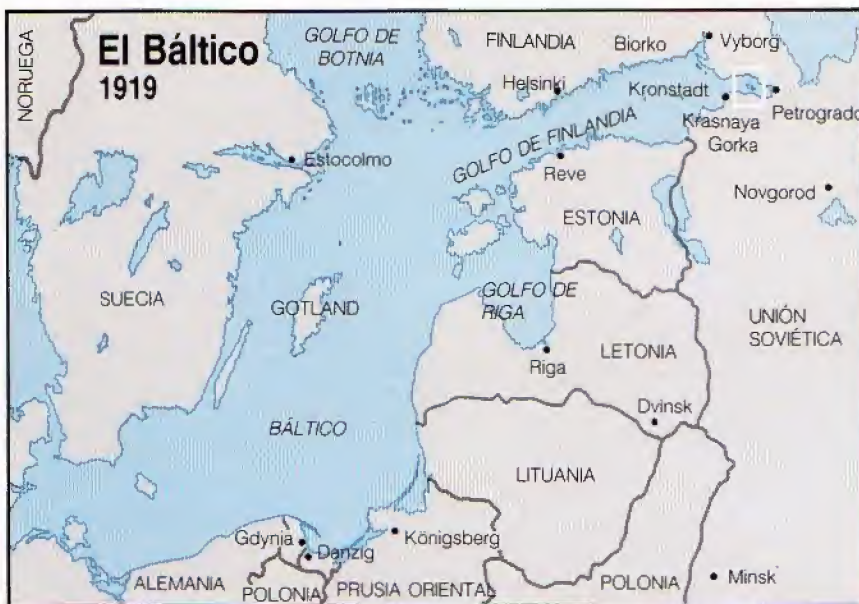 El Báltico
1919
NORUEGA
GOLFO DE
BOTNIA
FINLANDIA
Biorko
Vyborg
Helsinki
Kronstadt
Petrogrado
Krasnaya
Gorka
GOLFO DE FINLANDIA
Estocolmo
Reve
Novgorod
ESTONIA
SUECIA
GOTLAND
GOLFO DE
RIGA
UNIÓN
SOVIÉTICA
Riga
LETONIA
Dvinsk
BÁLTICO
LITUANIA
Gdynia
Danzig
Königsberg
ALEMANIA
POLONIA
PRUSIA ORIENTAL
POLONIA
Minsk